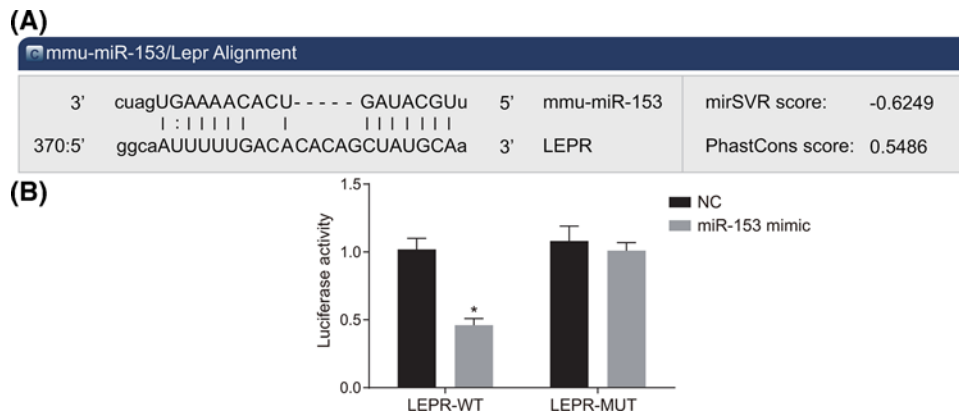 (A)
C mmu-miR-153/Lepr Alignment
3’ cuagUGAAAACACU-----GAUACGUu 5’ mmu-miR-153 mirSVR score: -0.6249
| : | | | | | | | | | | | | |
370:5’ ggcaAUUUUUGACACACAGCUAUGCAa 3’ LEPR PhastCons score: 0.5486
(B)
1.5
1.0
0.5
0.0
Luciferase activity
*
NC
miR-153 mimic
LEPR-WT LEPR-MUT